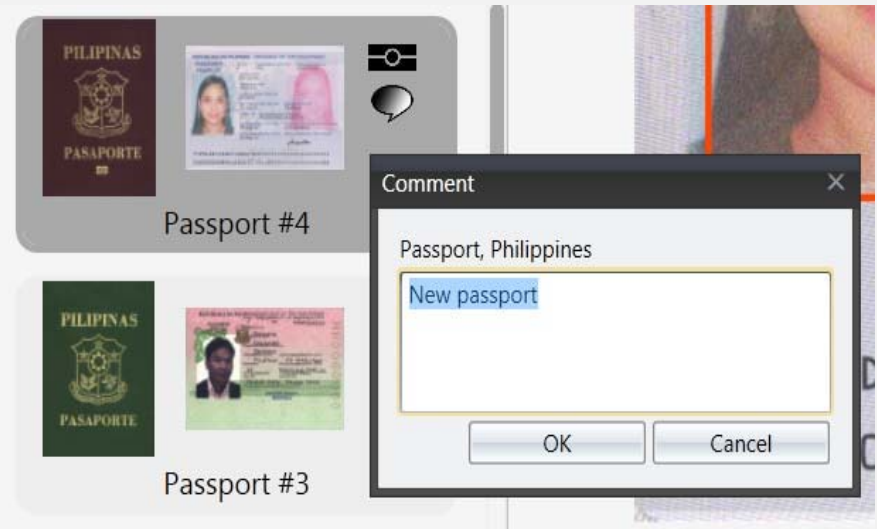 PILIPINAS
PASAPORTE
Passport #4
Comment
Passport, Philippines
New passport
OK
Cancel
PILIPINAS
PASAPORTE
Passport #3